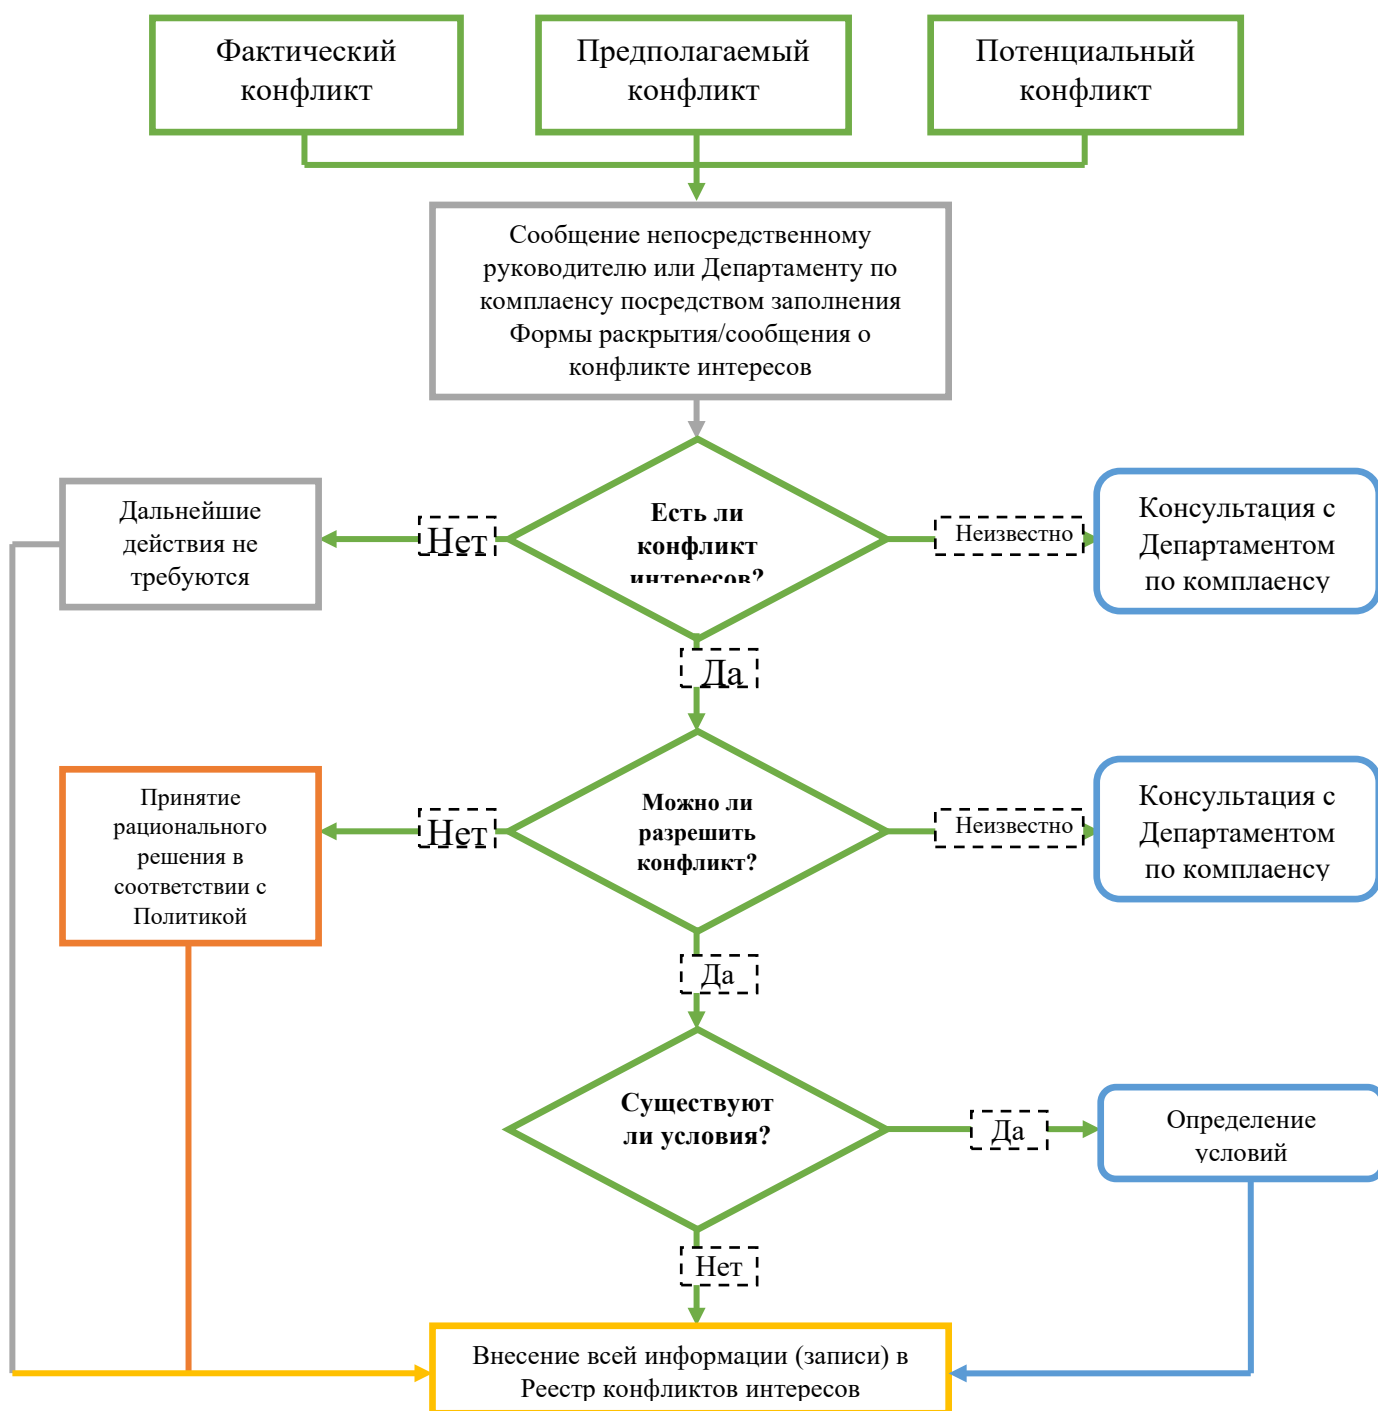 Фактический
конфликт
Предполагаемый
конфликт
Потенциальный
конфликт
Сообщение непосредственному
руководителю или Департаменту по
комплаенсу посредством заполнения
Формы раскрытия/сообщения о
конфликте интересов
Дальнейшие
действия не
требуются
Нет
Есть ли
конфликт
интересов?
Неизвестно
Консультация с
Департаментом
по комплаенсу
Да
Принятие
рационального
решения в
соответствии с
Политикой
Нет
Можно ли
разрешить
конфликт?
Неизвестно
Консультация с
Департаментом
по комплаенсу
Да
Существуют
ли условия?
Да
Определение
условий
Нет
Внесение всей информации (записи) в
Реестр конфликтов интересов